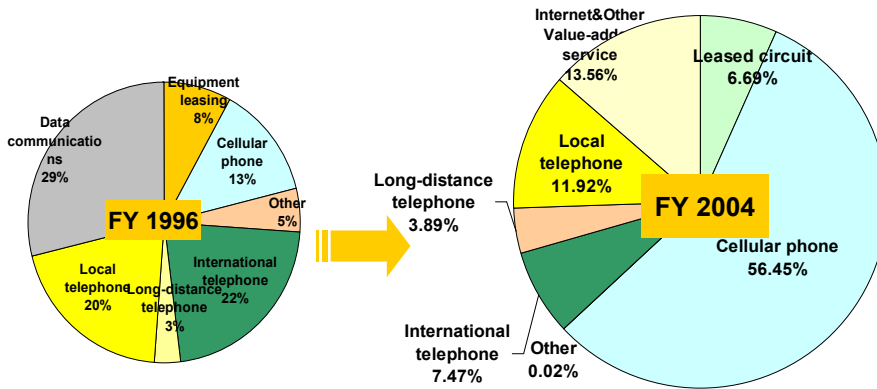 Equipment
leasing
8%
Cellular
phone
13%
Other
5%
International
telephone
22%
Long-distance
telephone
3%
Local
telephone
20%
Data
communicatio
ns
29%
FY 1996
Internet&Other
Value-adde
service
13.56%
Leased circuit
6.69%
Local
telephone
11.92%
Long-distance
telephone
3.89%
FY 2004
Cellular phone
56.45%
International
telephone
7.47%
Other
0.02%